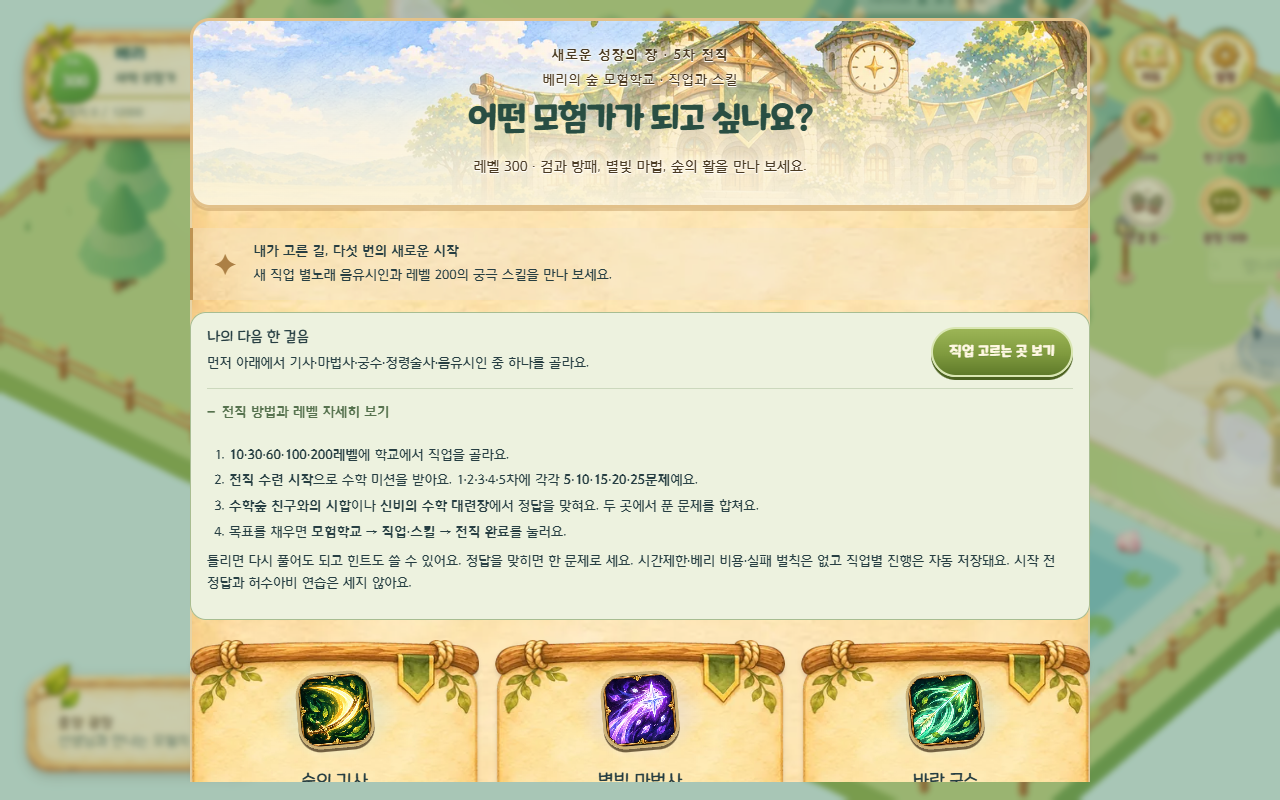 새로운 성장의 장 · 5차 전직
베리의 숲 모험학교 · 직업과 스킬
어떤 모험가가 되고 싶나요?
레벨 300 · 검과 방패, 별빛 마법, 숲의 활을 만나 보세요.
내가 고른 길, 다섯 번의 새로운 시작
새 직업 별노래 음유시인과 레벨 200의 궁극 스킬을 만나 보세요.
나의 다음 한 걸음
먼저 아래에서 기사·마법사·궁수·정령술사·음유시인 중 하나를 골라요.
직업 고르는 곳 보기
– 전직 방법과 레벨 자세히 보기
1. 10·30·60·100·200레벨에 학교에서 직업을 골라요.
2. 전직 수련 시작으로 수학 미션을 받아요. 1·2·3·4·5차에 각각 5·10·15·20·25문제예요.
3. 수학숲 친구와의 시합이나 신비의 수학 대련장에서 정답을 맞혀요. 두 곳에서 푼 문제를 합쳐요.
4. 목표를 채우면 모험학교 → 직업·스킬 → 전직 완료를 눌러요.
틀리면 다시 풀어도 되고 힌트도 쓸 수 있어요. 정답을 맞히면 한 문제로 세요. 시간제한·베리 비용·실패 벌칙은 없고 직업별 진행은 자동 저장돼요. 시작 전
정답과 허수아비 연습은 세지 않아요.
숲의 기사
별빛 마법사
바람 궁수